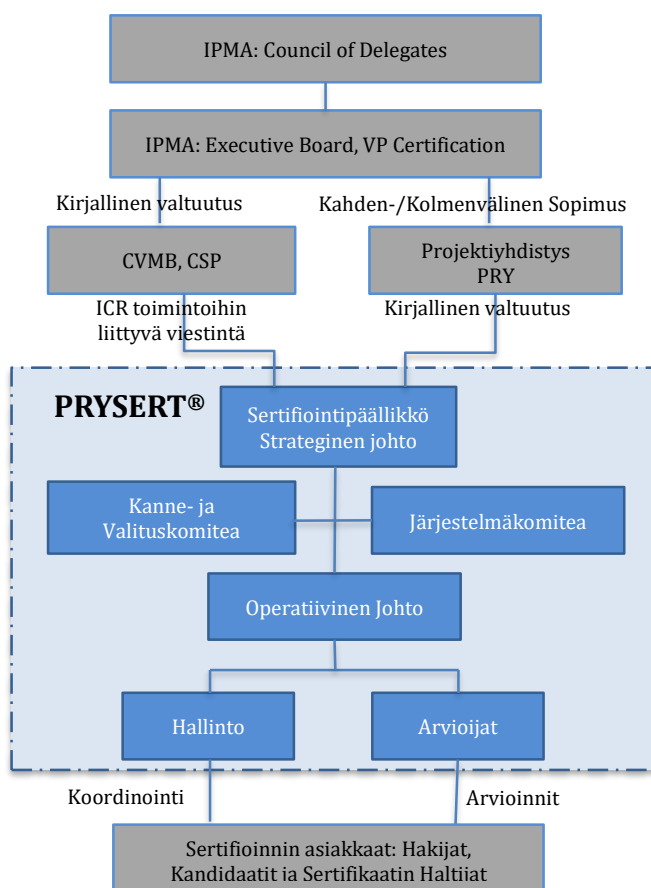 IPMA: Council of Delegates
IPMA: Executive Board, VP Certification
Kirjallinen valtuutus
Kahden-/Kolmenvälinen Sopimus
CVMB, CSP
Projektiyhdistys
PRY
ICR toimintoihin
liittyvä viestintä
Kirjallinen valtuutus
PRYSERT®
Sertifiointipäällikkö
Strateginen johto
Kanne- ja
Valituskomitea
Järjestelmäkomitea
Operatiivinen Johto
Hallinto
Arvioijat
Koordinointi
Arvioinnit
Sertifioinnin asiakkaat: Hakijat,
Kandidaatit ja Sertifikaatin Haltijat